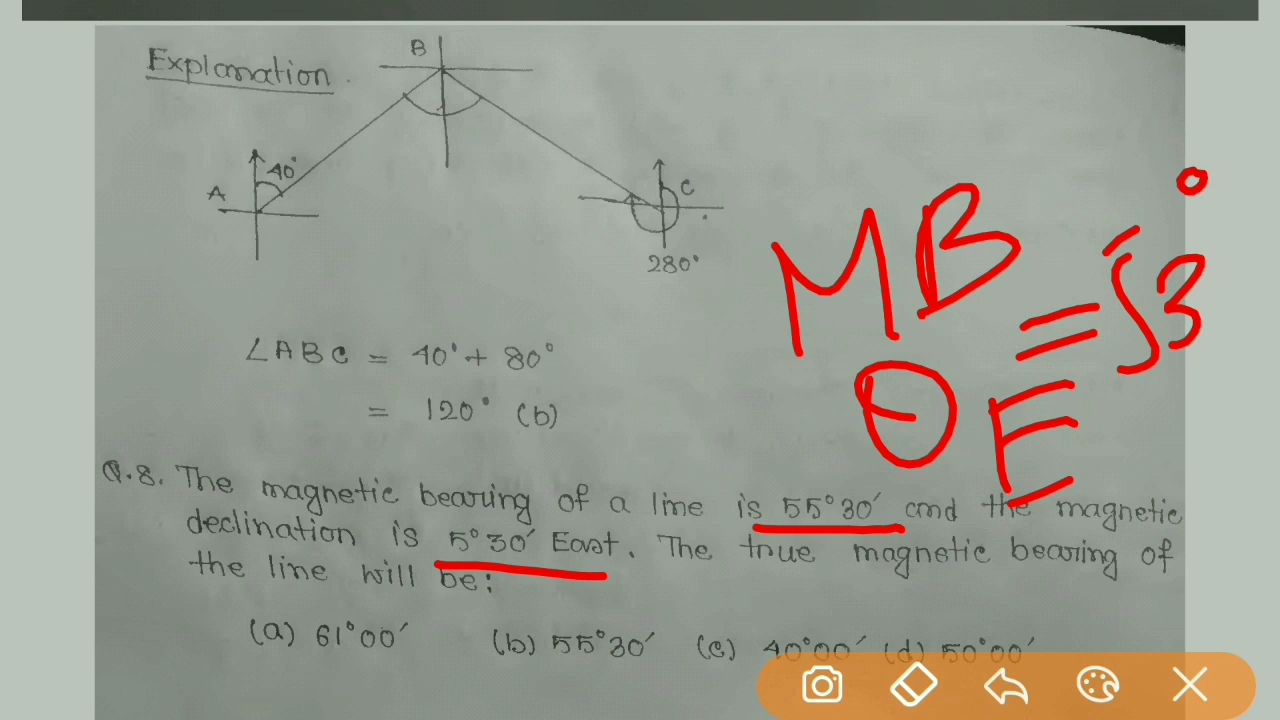 Explanation.
B
A
40°
C
280°
∠ABC = 40° + 80°
= 120° (b)
MB = 53°
θ E
Q.8. The magnetic bearing of a line is 55°30′ and the magnetic
declination is 5°30′ East. The true magnetic bearing of
the line will be:
(a) 61°00′ (b) 55°30′ (c) 40°00′ (d) 50°00′